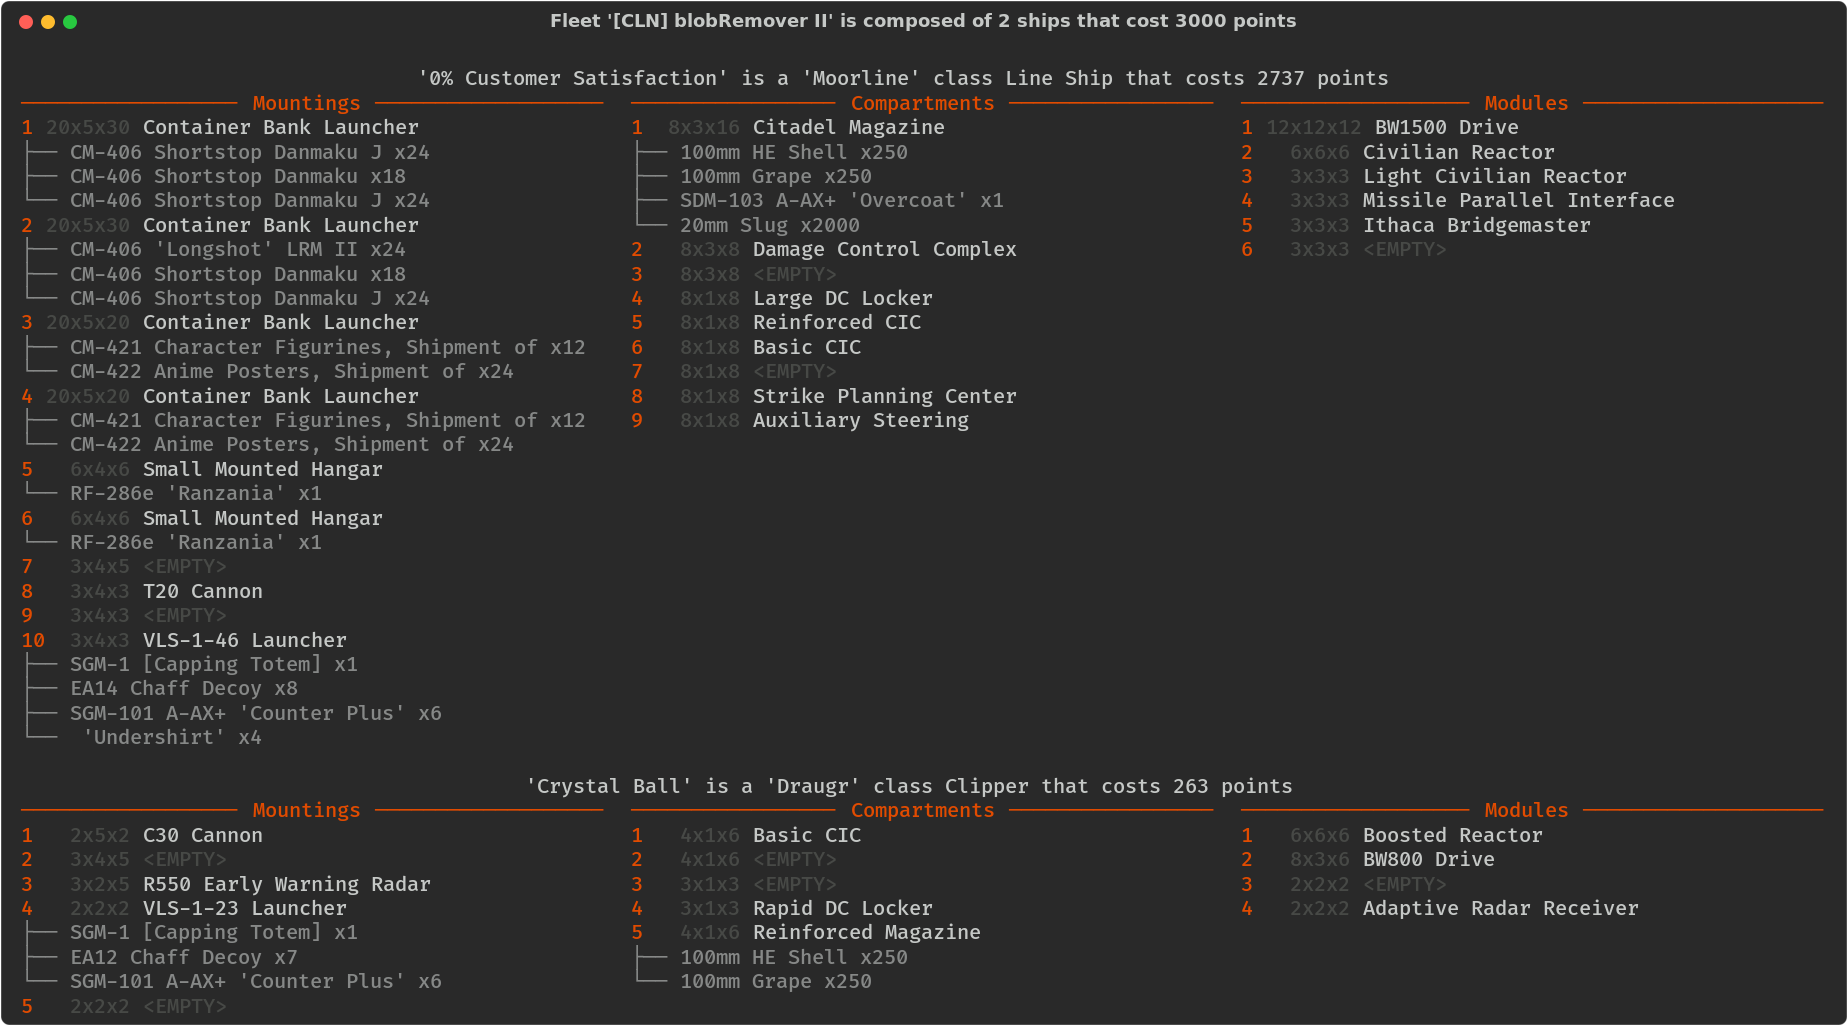 Fleet '[CLN] blobRemover II' is composed of 2 ships that cost 3000 points
'0% Customer Satisfaction' is a 'Moorline' class Line Ship that costs 2737 points
Mountings
1 20x5x30 Container Bank Launcher
├── CM-406 Shortstop Danmaku J x24
├── CM-406 Shortstop Danmaku x18
└── CM-406 Shortstop Danmaku J x24
2 20x5x30 Container Bank Launcher
├── CM-406 'Longshot' LRM II x24
├── CM-406 Shortstop Danmaku x18
└── CM-406 Shortstop Danmaku J x24
3 20x5x20 Container Bank Launcher
├── CM-421 Character Figurines, Shipment of x12
└── CM-422 Anime Posters, Shipment of x24
4 20x5x20 Container Bank Launcher
├── CM-421 Character Figurines, Shipment of x12
└── CM-422 Anime Posters, Shipment of x24
5 6x4x6 Small Mounted Hangar
└── RF-286e 'Ranzania' x1
6 6x4x6 Small Mounted Hangar
└── RF-286e 'Ranzania' x1
7 3x4x5 <EMPTY>
8 3x4x3 T20 Cannon
9 3x4x3 <EMPTY>
10 3x4x3 VLS-1-46 Launcher
├── SGM-1 [Capping Totem] x1
├── EA14 Chaff Decoy x8
├── SGM-101 A-AX+ 'Counter Plus' x6
└── 'Undershirt' x4
Compartments
1 8x3x16 Citadel Magazine
├── 100mm HE Shell x250
├── 100mm Grape x250
├── SDM-103 A-AX+ 'Overcoat' x1
└── 20mm Slug x2000
2 8x3x8 Damage Control Complex
3 8x3x8 <EMPTY>
4 8x1x8 Large DC Locker
5 8x1x8 Reinforced CIC
6 8x1x8 Basic CIC
7 8x1x8 <EMPTY>
8 8x1x8 Strike Planning Center
9 8x1x8 Auxiliary Steering
Modules
1 12x12x12 BW1500 Drive
2 6x6x6 Civilian Reactor
3 3x3x3 Light Civilian Reactor
4 3x3x3 Missile Parallel Interface
5 3x3x3 Ithaca Bridgemaster
6 3x3x3 <EMPTY>
'Crystal Ball' is a 'Draugr' class Clipper that costs 263 points
Mountings
1 2x5x2 C30 Cannon
2 3x4x5 <EMPTY>
3 3x2x5 R550 Early Warning Radar
4 2x2x2 VLS-1-23 Launcher
├── SGM-1 [Capping Totem] x1
├── EA12 Chaff Decoy x7
└── SGM-101 A-AX+ 'Counter Plus' x6
5 2x2x2 <EMPTY>
Compartments
1 4x1x6 Basic CIC
2 4x1x6 <EMPTY>
3 3x1x3 <EMPTY>
4 3x1x3 Rapid DC Locker
5 4x1x6 Reinforced Magazine
├── 100mm HE Shell x250
└── 100mm Grape x250
Modules
1 6x6x6 Boosted Reactor
2 8x3x6 BW800 Drive
3 2x2x2 <EMPTY>
4 2x2x2 Adaptive Radar Receiver